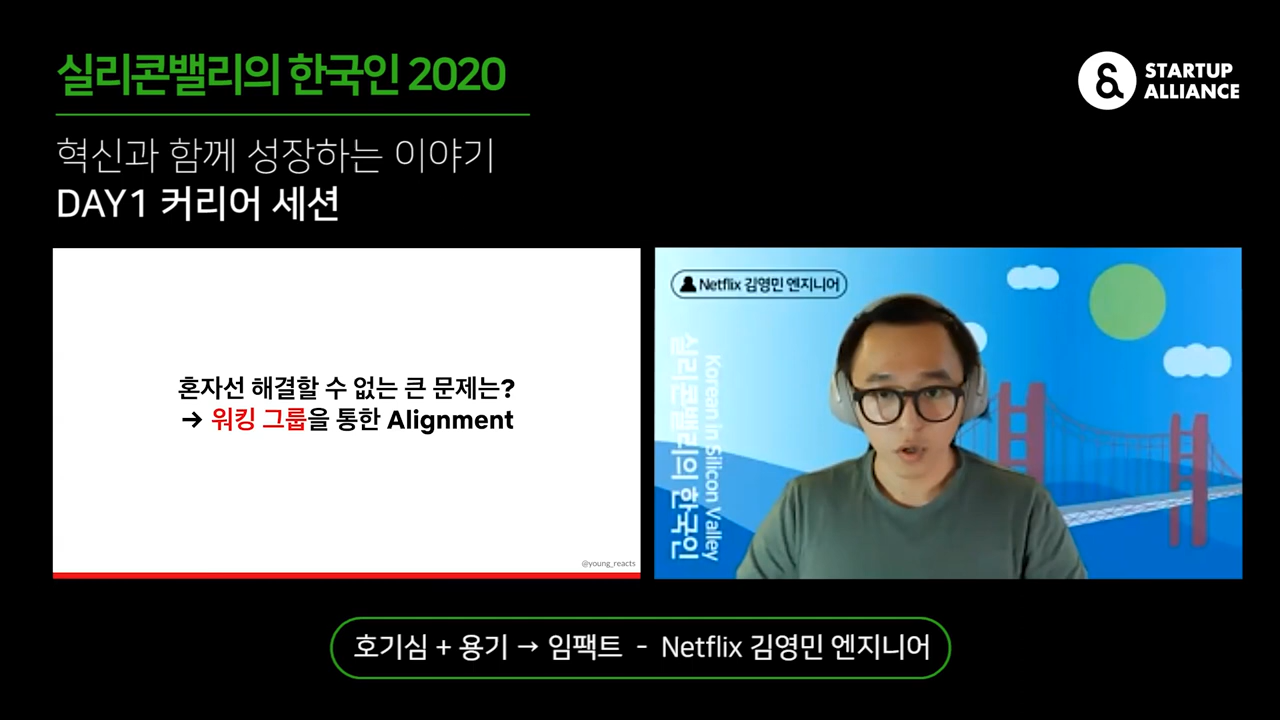 실리콘밸리의 한국인 2020
STARTUP
ALLIANCE
혁신과 함께 성장하는 이야기
DAY1 커리어 세션
혼자선 해결할 수 없는 큰 문제는?
→ 워킹 그룹을 통한 Alignment
@young_reacts
Netflix 김영민 엔지니어
Korean in Silicon Valley
실리콘밸리의 한국인
호기심 + 용기 → 임팩트 - Netflix 김영민 엔지니어